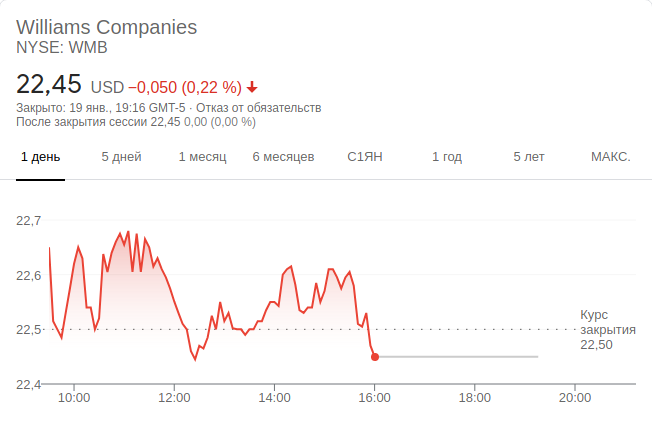 Williams Companies
NYSE: WMB
22,45 USD −0,050 (0,22 %)
Закрыто: 19 янв., 19:16 GMT-5 · Отказ от обязательств
После закрытия сессии 22,45 0,00 (0,00 %)
1 день 5 дней 1 месяц 6 месяцев С1ЯН 1 год 5 лет МАКС.
22,7
22,6
22,5
22,4
Курс
закрытия
22,50
10:00 12:00 14:00 16:00 18:00 20:00